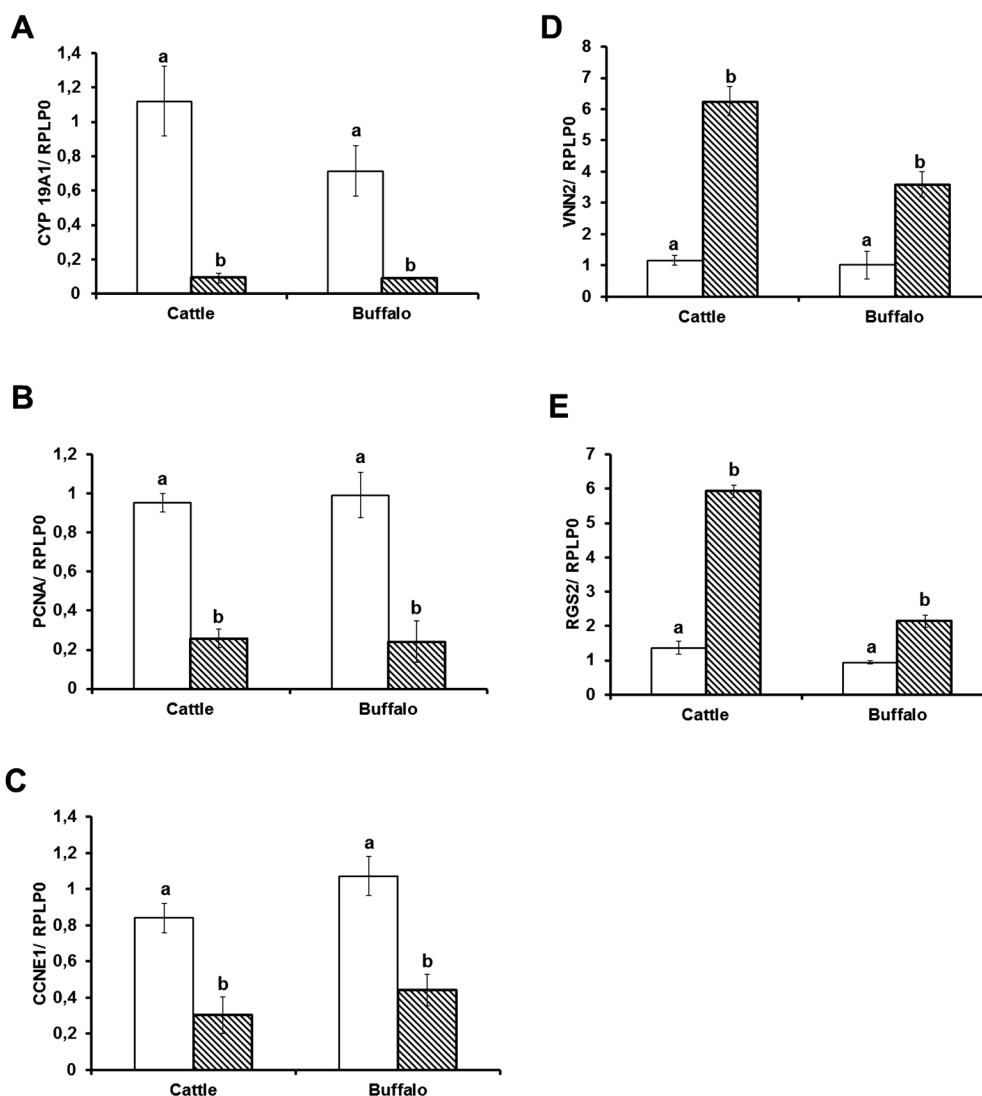 A
CYP 19A1/ RPLP0
1,4
1,2
1
0,8
0,6
0,4
0,2
0
a
b
a
b
Cattle
Buffalo
B
PCNA/ RPLP0
1,2
1
0,8
0,6
0,4
0,2
0
a
b
a
b
Cattle
Buffalo
C
CCNE1/ RPLP0
1,4
1,2
1
0,8
0,6
0,4
0,2
0
a
b
a
b
Cattle
Buffalo
D
VNN2/ RPLP0
8
7
6
5
4
3
2
1
0
a
b
a
b
Cattle
Buffalo
E
RGS2/ RPLP0
7
6
5
4
3
2
1
0
a
b
a
b
Cattle
Buffalo